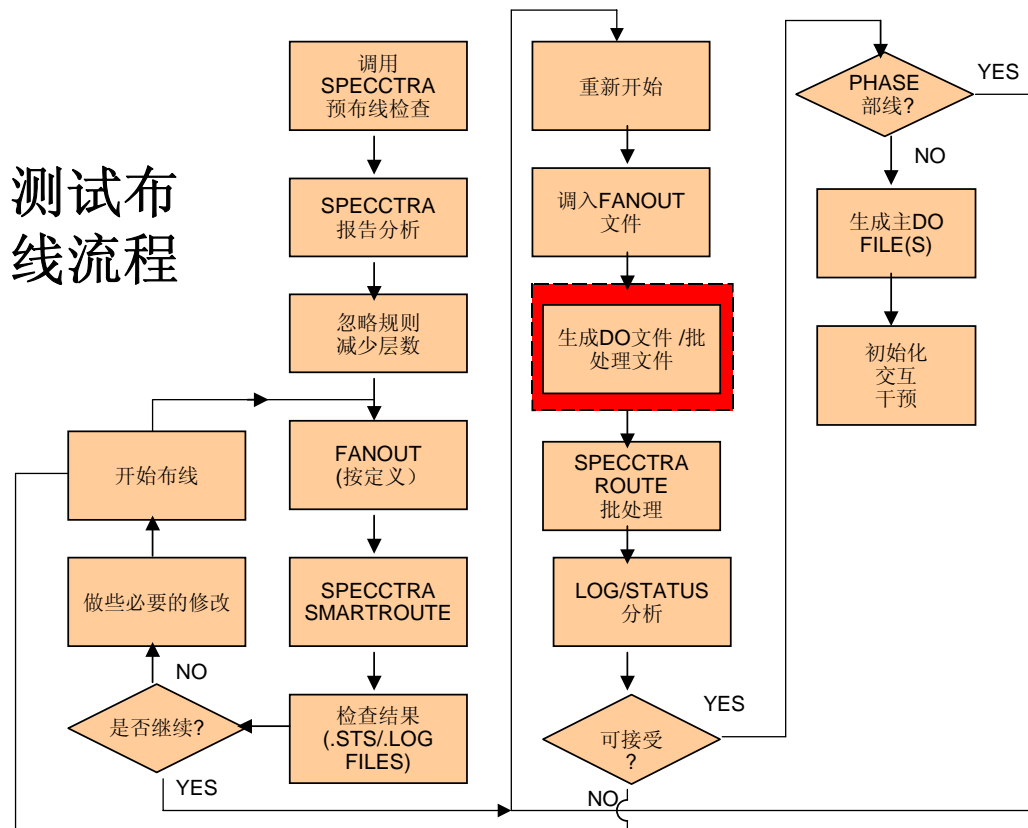 测试布
线流程
调用
SPECCTRA
预布线检查
SPECCTRA
报告分析
忽略规则
减少层数
FANOUT
(按定义）
SPECCTRA
SMARTROUTE
检查结果
(.STS/.LOG
FILES)
是否继续?
NO
YES
做些必要的修改
开始布线
重新开始
调入FANOUT
文件
生成DO文件 /批
处理文件
SPECCTRA
ROUTE
批处理
LOG/STATUS
分析
可接受
?
YES
NO
PHASE
部线?
YES
NO
生成主DO
FILE(S)
初始化
交互
干预